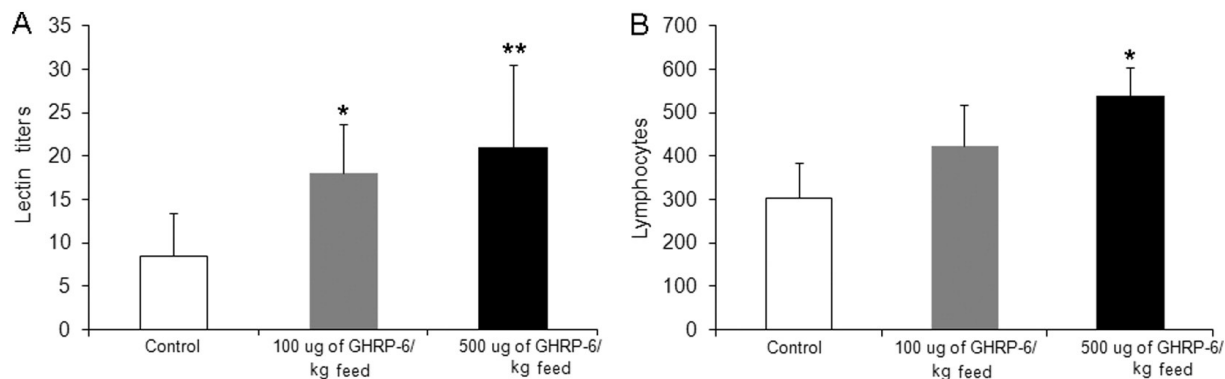 A
35
30
25
20
15
10
5
0
Lectin titers
*
**
Control
100 ug of GHRP-6/
kg feed
500 ug of GHRP-6/
kg feed
B
700
600
500
400
300
200
100
0
Lymphocytes
*
Control
100 ug of GHRP-6/
kg feed
500 ug of GHRP-6/
kg feed